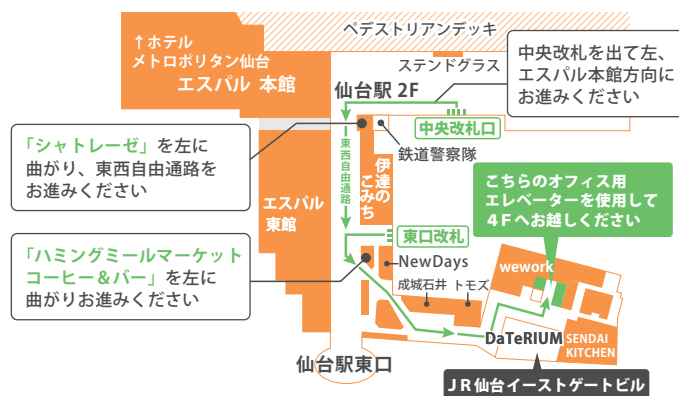 ペデストリアンデッキ
↑ホテル
メトロポリタン仙台
エスパル 本館
ステンドグラス
中央改札を出て左、
エスパル本館方向に
お進みください
仙台駅 2F
中央改札口
「シャトレーゼ」を左に
曲がり、東西自由通路を
お進みください
鉄道警察隊
東西自由通路
伊達の
こみち
エスパル
東館
こちらのオフィス用
エレベーターを使用して
4Fへお越しください
東口改札
「ハミングミールマーケット
コーヒー＆バー」を左に
曲がりお進みください
NewDays
成城石井
トモズ
wework
DaTeRIUM
SENDAI
KITCHEN
仙台駅東口
JR仙台イーストゲートビル